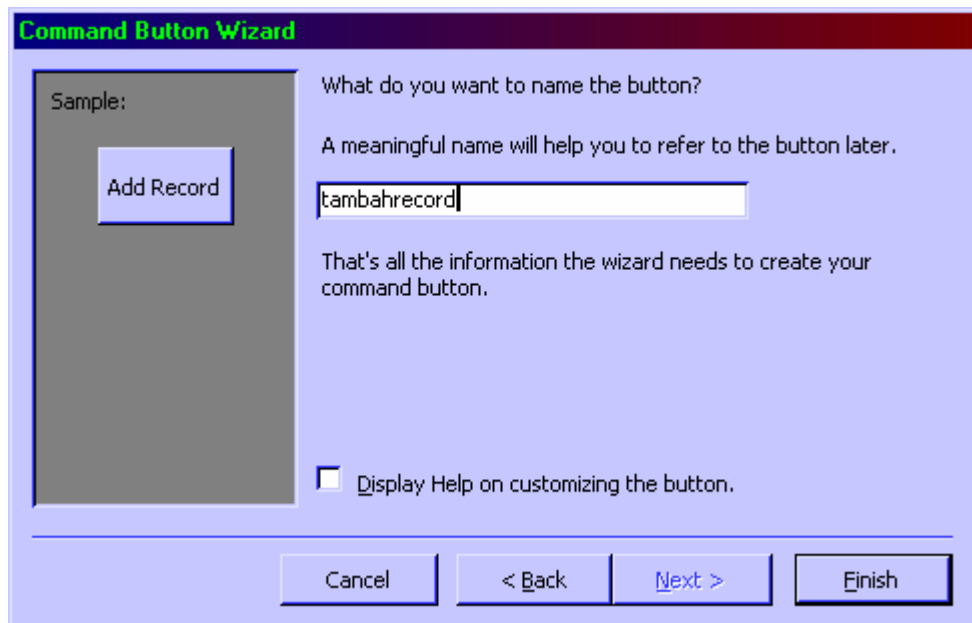 Command Button Wizard
Sample:
Add Record
What do you want to name the button?
A meaningful name will help you to refer to the button later.
tambahrecord
That's all the information the wizard needs to create your
command button.
Display Help on customizing the button.
Cancel
< Back
Next >
Finish